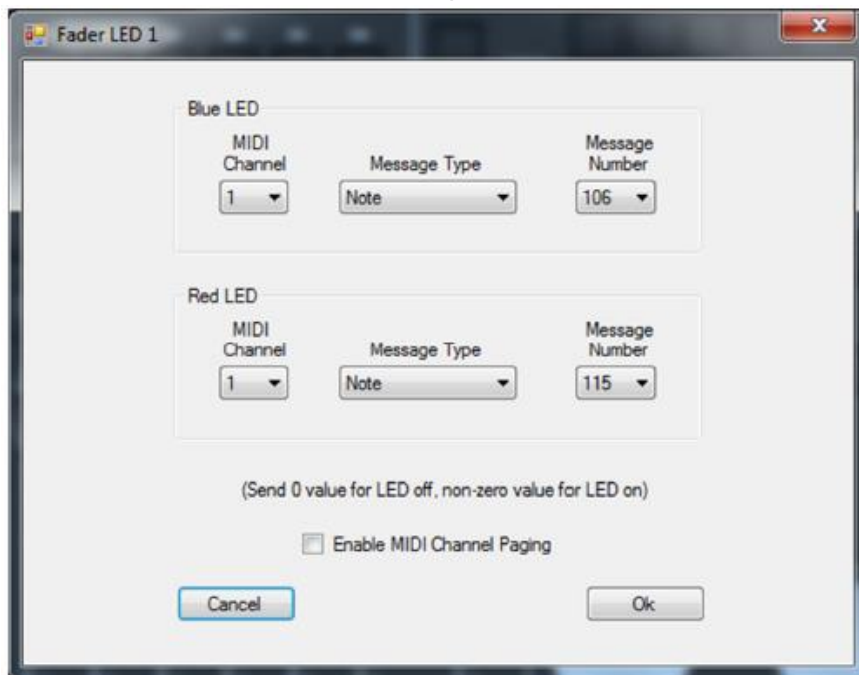 Fader LED 1
Blue LED
MIDI
Channel
Message Type
Message
Number
1
Note
106
Red LED
MIDI
Channel
Message Type
Message
Number
1
Note
115
(Send 0 value for LED off, non-zero value for LED on)
Enable MIDI Channel Paging
Cancel
Ok